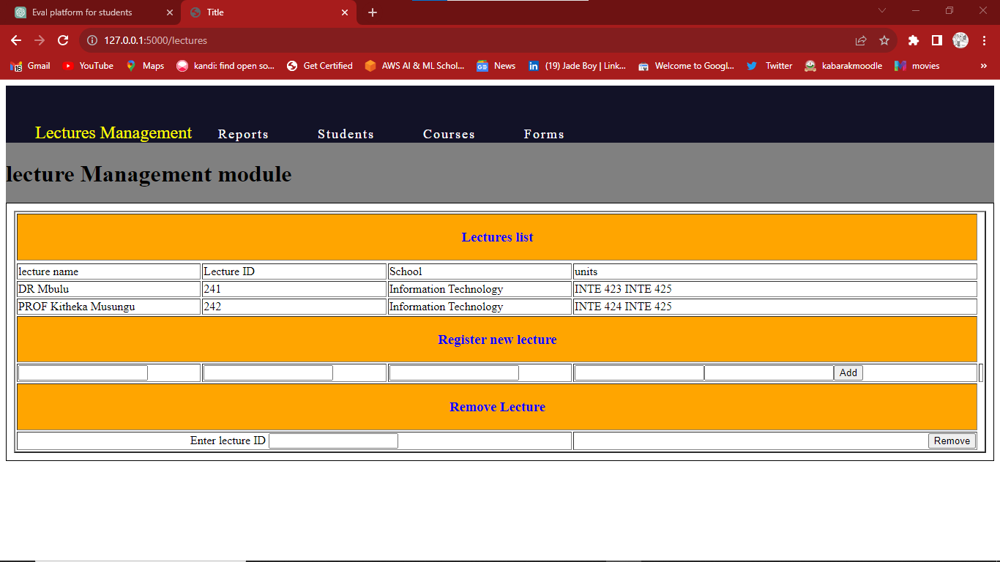 Eval platform for students Title
127.0.0.1:5000/lectures
16 Gmail YouTube Maps kandi: find open so... Get Certified AWS AI & ML Schol... GE News in (19) Jade Boy | Link... Welcome to Googl... Twitter kabarakmoodle movies »
Lectures Management Reports Students Courses Forms
lecture Management module
Lectures list
lecture name Lecture ID School units
DR Mbulu 241 Information Technology INTE 423 INTE 425
PROF Kitheka Musungu 242 Information Technology INTE 424 INTE 425
Register new lecture
Add
Remove Lecture
Enter lecture ID Remove